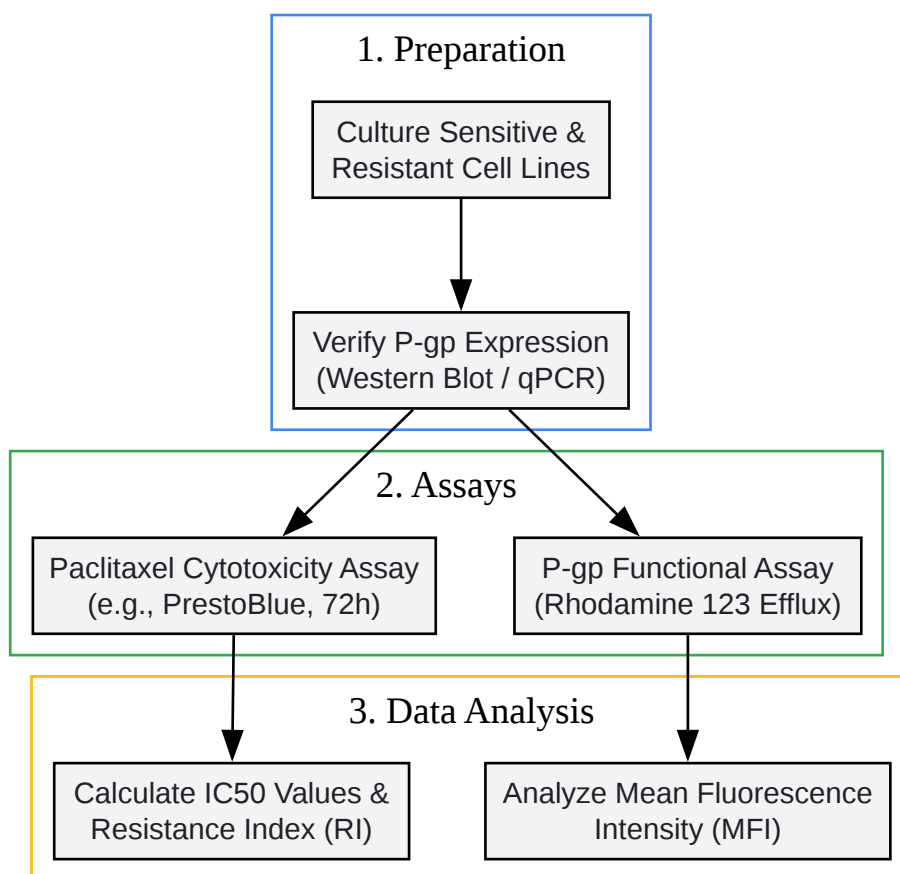 1. Preparation
Culture Sensitive &
Resistant Cell Lines
Verify P-gp Expression
(Western Blot / qPCR)
2. Assays
Paclitaxel Cytotoxicity Assay
(e.g., PrestoBlue, 72h)
P-gp Functional Assay
(Rhodamine 123 Efflux)
3. Data Analysis
Calculate IC50 Values &
Resistance Index (RI)
Analyze Mean Fluorescence
Intensity (MFI)